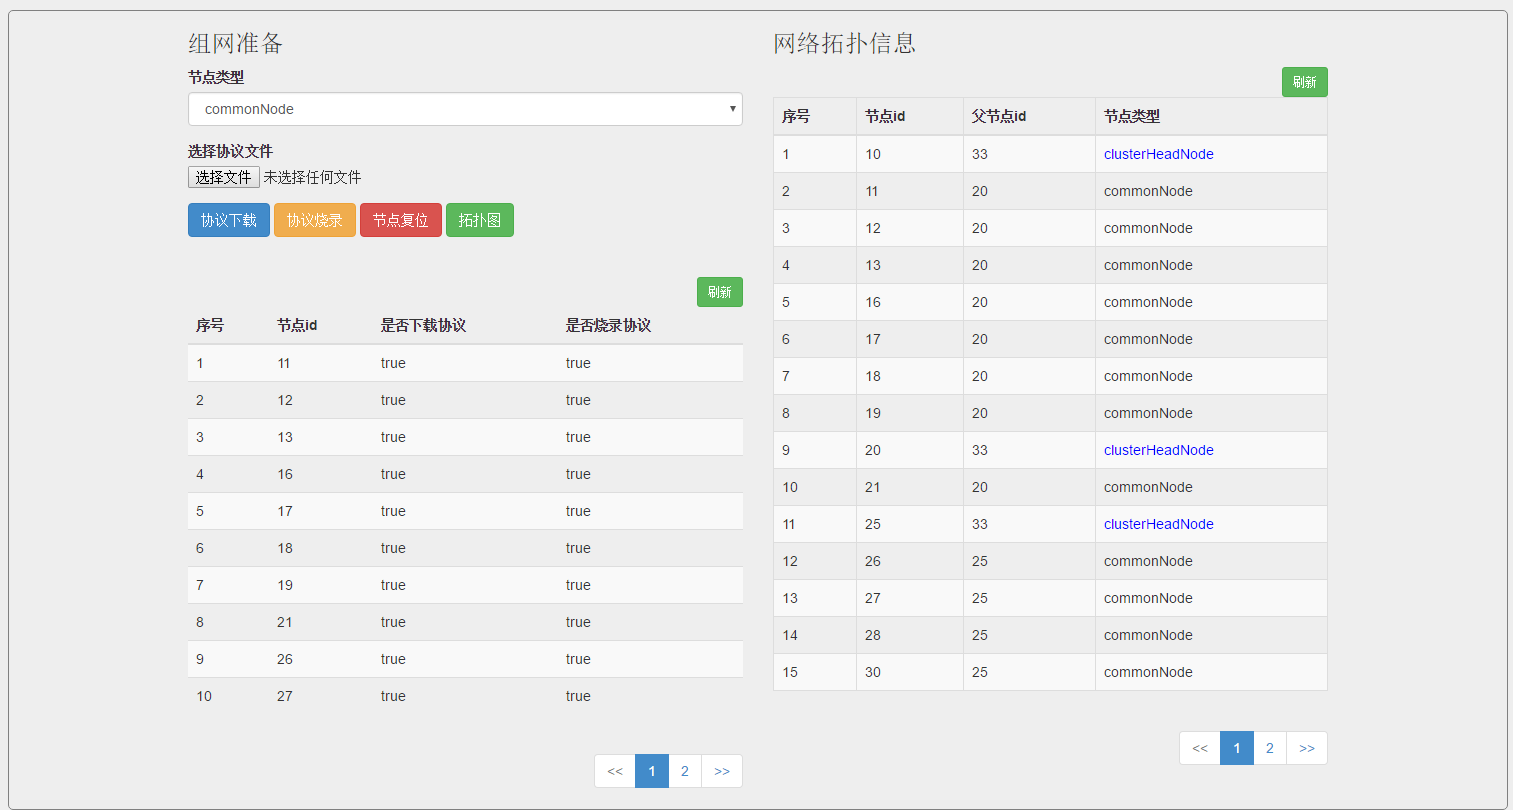 组网准备
节点类型
commonNode
选择协议文件
选择文件 未选择任何文件
协议下载 协议烧录 节点复位 拓扑图
刷新
序号 节点id 是否下载协议 是否烧录协议
1 11 true true
2 12 true true
3 13 true true
4 16 true true
5 17 true true
6 18 true true
7 19 true true
8 21 true true
9 26 true true
10 27 true true
<< 1 2 >>
网络拓扑信息
刷新
序号 节点id 父节点id 节点类型
1 10 33 clusterHeadNode
2 11 20 commonNode
3 12 20 commonNode
4 13 20 commonNode
5 16 20 commonNode
6 17 20 commonNode
7 18 20 commonNode
8 19 20 commonNode
9 20 33 clusterHeadNode
10 21 20 commonNode
11 25 33 clusterHeadNode
12 26 25 commonNode
13 27 25 commonNode
14 28 25 commonNode
15 30 25 commonNode
<< 1 2 >>